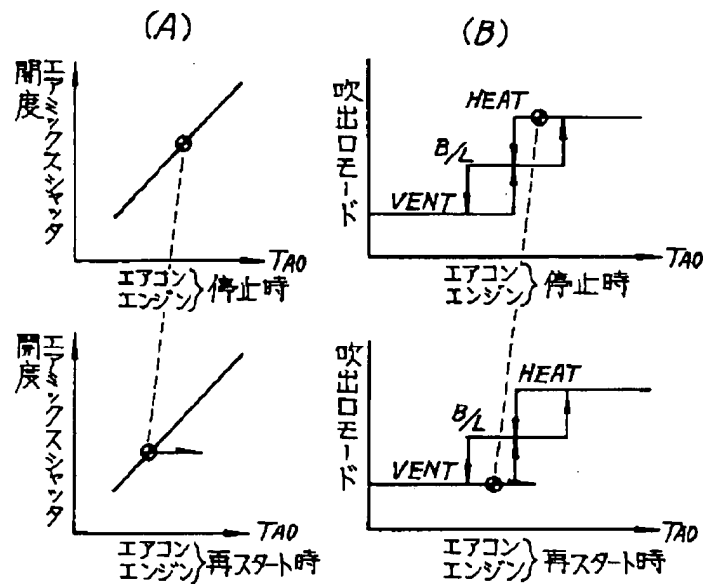 (A)
(B)
エアミックスシャッタ
開度
TAO
エアコン
エンジン
停止時
吹出口モード
HEAT
B/L
VENT
TAO
エアコン
エンジン
停止時
エアミックスシャッタ
開度
TAO
エアコン
エンジン
再スタート時
吹出口モード
HEAT
B/L
VENT
TAO
エアコン
エンジン
再スタート時